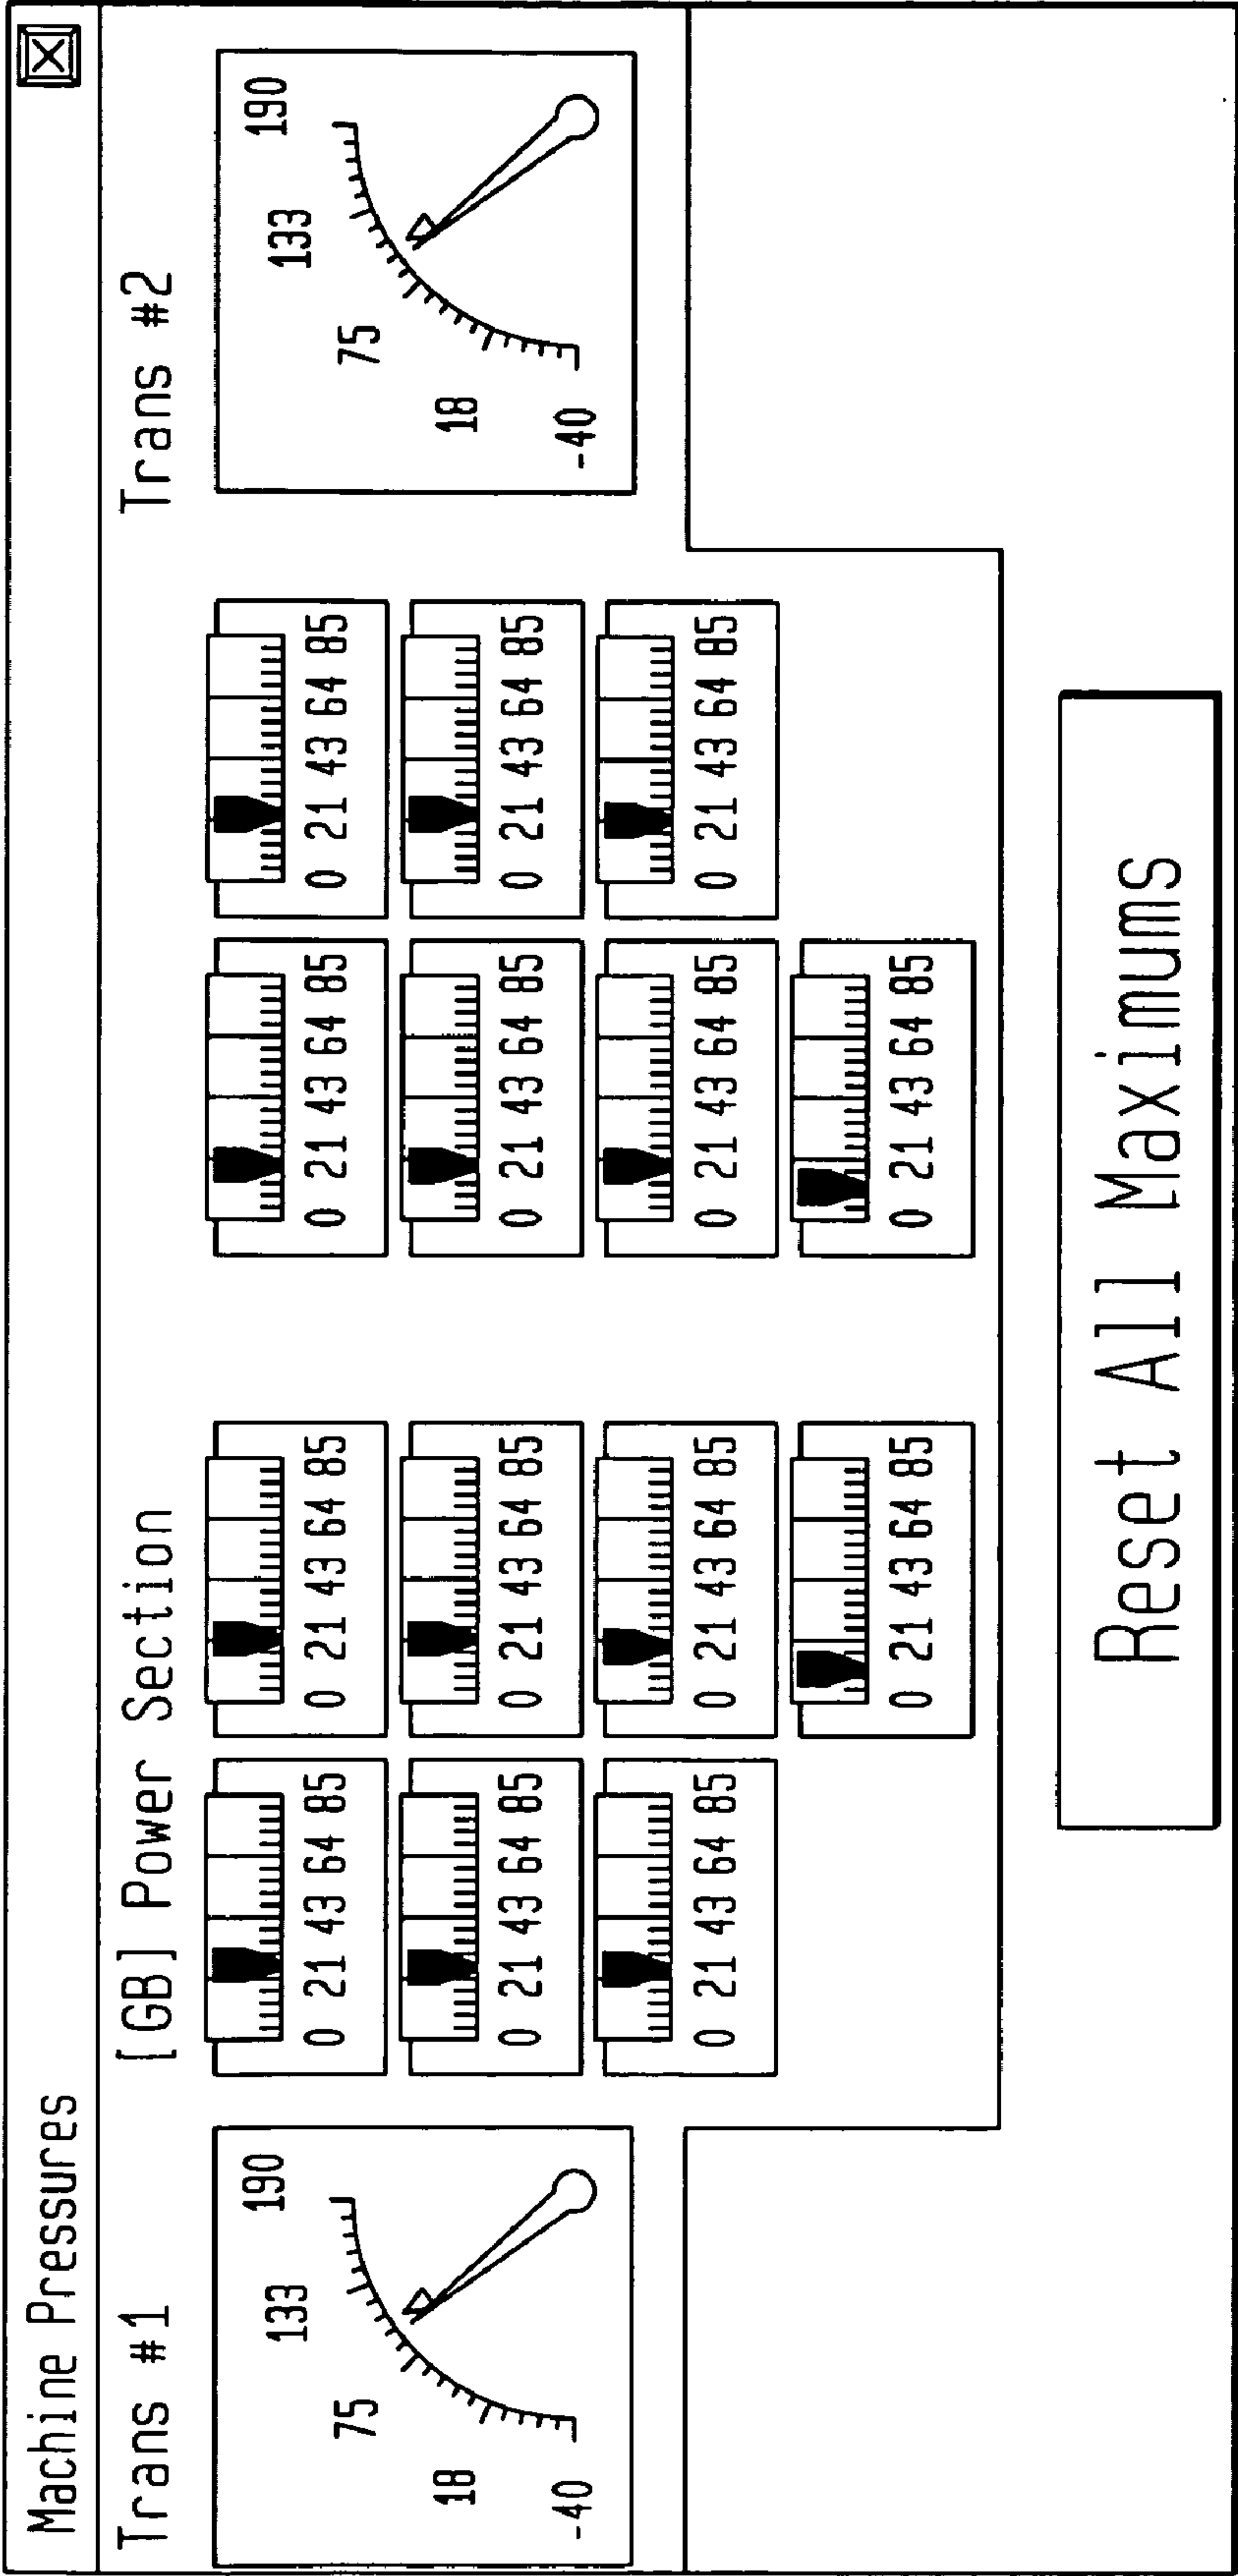 Machine Pressures
Trans #1
[GB] Power Section
Trans #2
190
133
75
18
-40
0 21 43 64 85
0 21 43 64 85
0 21 43 64 85
0 21 43 64 85
190
133
75
18
-40
0 21 43 64 85
0 21 43 64 85
0 21 43 64 85
0 21 43 64 85
0 21 43 64 85
0 21 43 64 85
0 21 43 64 85
0 21 43 64 85
0 21 43 64 85
0 21 43 64 85
Reset All Maximums